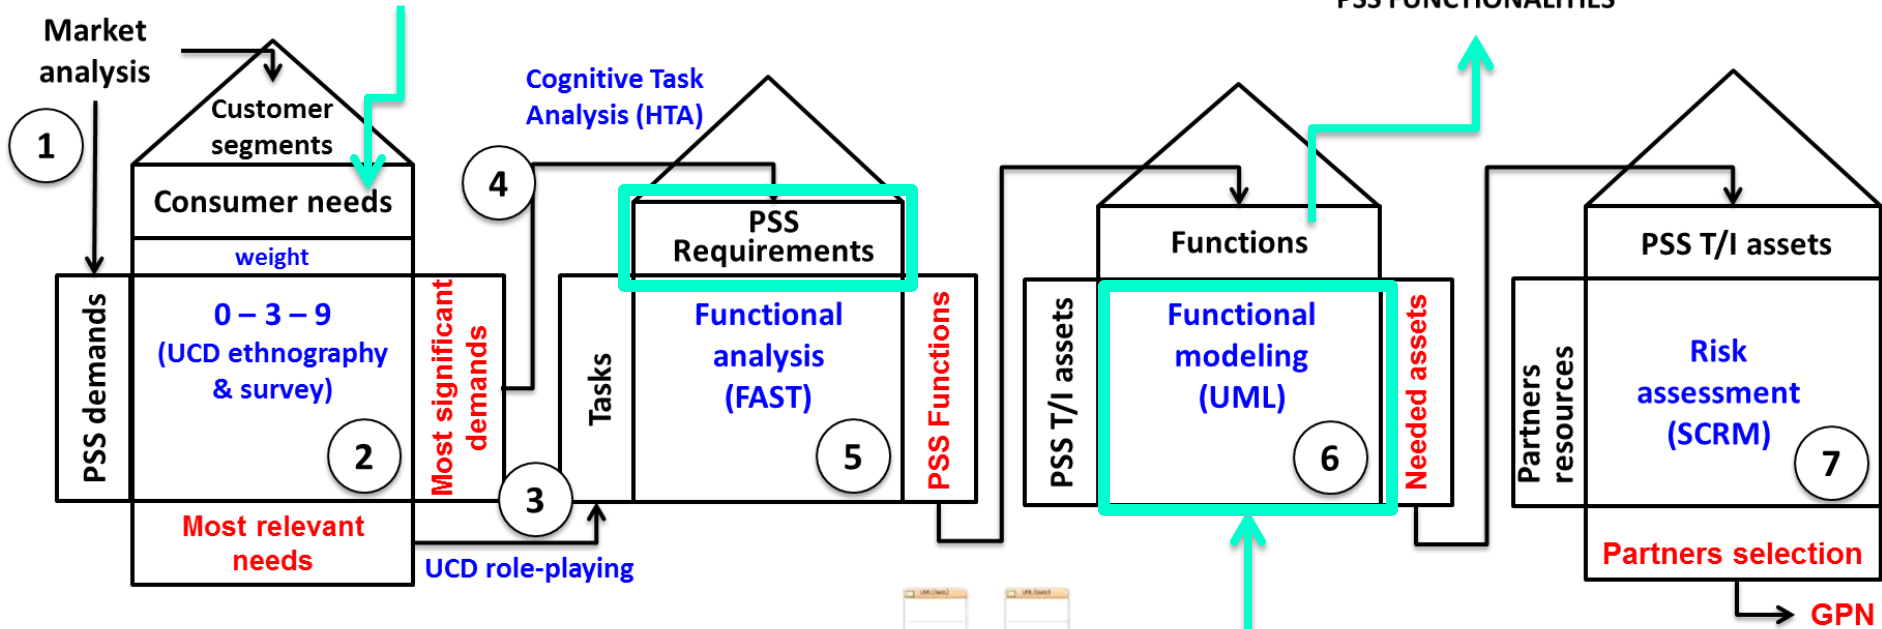 PSS FUNCTIONALITIES
Market
analysis
1
Customer
segments
Consumer needs
weight
PSS demands
0 – 3 – 9
(UCD ethnography
& survey)
2
Most significant
demands
Most relevant
needs
3
UCD role-playing
4
Cognitive Task
Analysis (HTA)
PSS
Requirements
Tasks
Functional
analysis
(FAST)
5
PSS Functions
Functions
PSS T/I assets
Functional
modeling
(UML)
6
Needed assets
PSS T/I assets
Partners
resources
Risk
assessment
(SCRM)
7
Partners selection
GPN